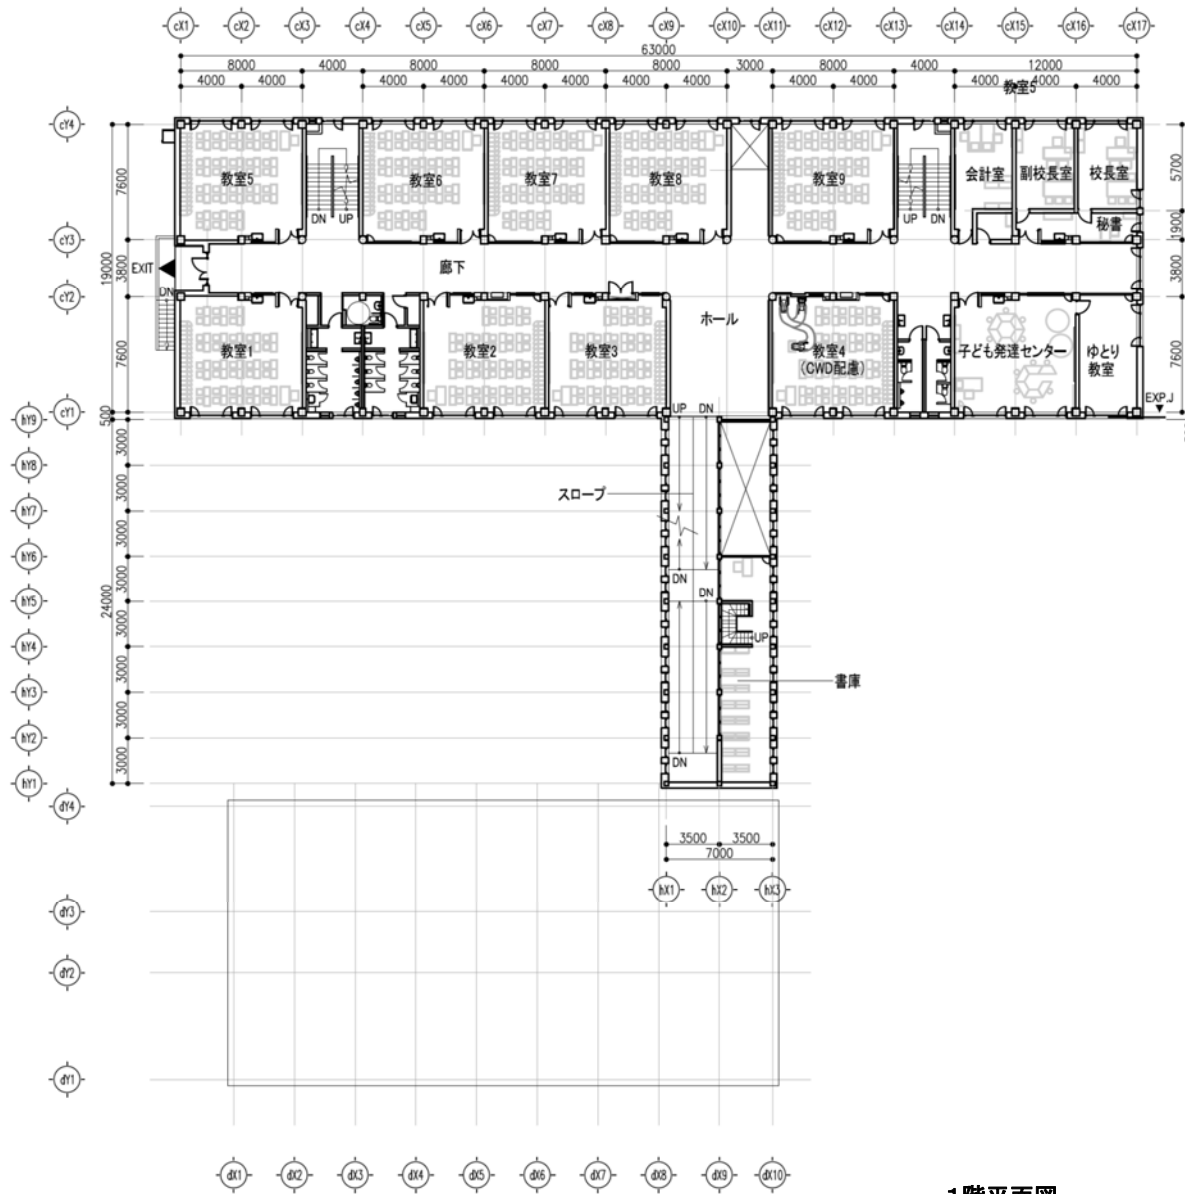 cX1 cX2 cX3 cX4 cX5 cX6 cX7 cX8 cX9 cX10 cX11 cX12 cX13 cX14 cX15 cX16 cX17
63000
8000 4000 8000 8000 8000 3000 8000 4000 12000
4000 4000 4000 4000 4000 4000 4000 4000 4000 4000 4000 4000 4000
教室5
cY4
7600
教室5 教室6 教室7 教室8 教室9 会計室 副校長室 校長室
5700
DN UP UP DN
秘書
1900
cY3
EXIT
19000
3800
廊下
3800
cY2
DN
ホール
7600
教室1 教室2 教室3 教室4
(CWD配慮)
子ども発達センター
ゆとり
教室
7600
cY1
500
UP DN
EXP.J
hY9
3000
hY8
3000
スロープ
hY7
3000
hY6
3000
DN
DN
hY5
24000
3000
UP
hY4
3000
書庫
hY3
3000
hY2
3000
DN
hY1
dY4
3500 3500
7000
hX1 hX2 hX3
dY3
dY2
dY1
dX1 dX2 dX3 dX4 dX5 dX6 dX7 dX8 dX9 dX10
1階平面図